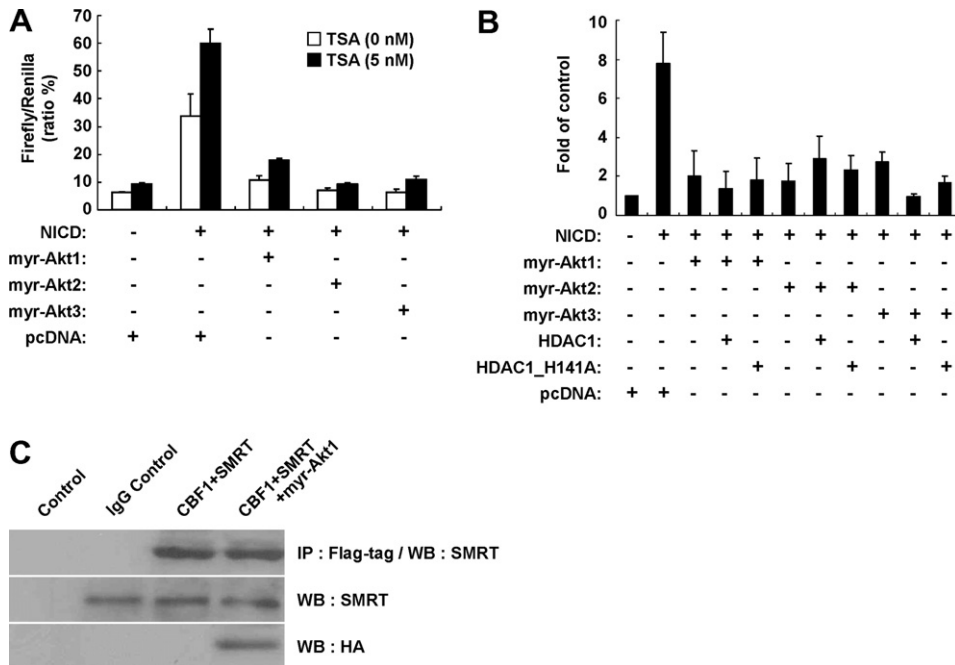 A
Firefly/Renilla
(ratio %)
70
60
50
40
30
20
10
0
TSA (0 nM)
TSA (5 nM)
NICD: - + + + +
myr-Akt1: - - + - -
myr-Akt2: - - - + -
myr-Akt3: - - - - +
pcDNA: + + - - -
B
Fold of control
10
8
6
4
2
0
NICD: - + + + + + + + + + +
myr-Akt1: - - + + + - - - - - -
myr-Akt2: - - - - - + + + - - -
myr-Akt3: - - - - - - - - + + +
HDAC1: - - - + - - + - - + -
HDAC1_H141A: - - - - + - - + - - +
pcDNA: + + - - - - - - - - -
C
Control
IgG Control
CBF1+SMRT
CBF1+SMRT
+myr-Akt1
IP : Flag-tag / WB : SMRT
WB : SMRT
WB : HA